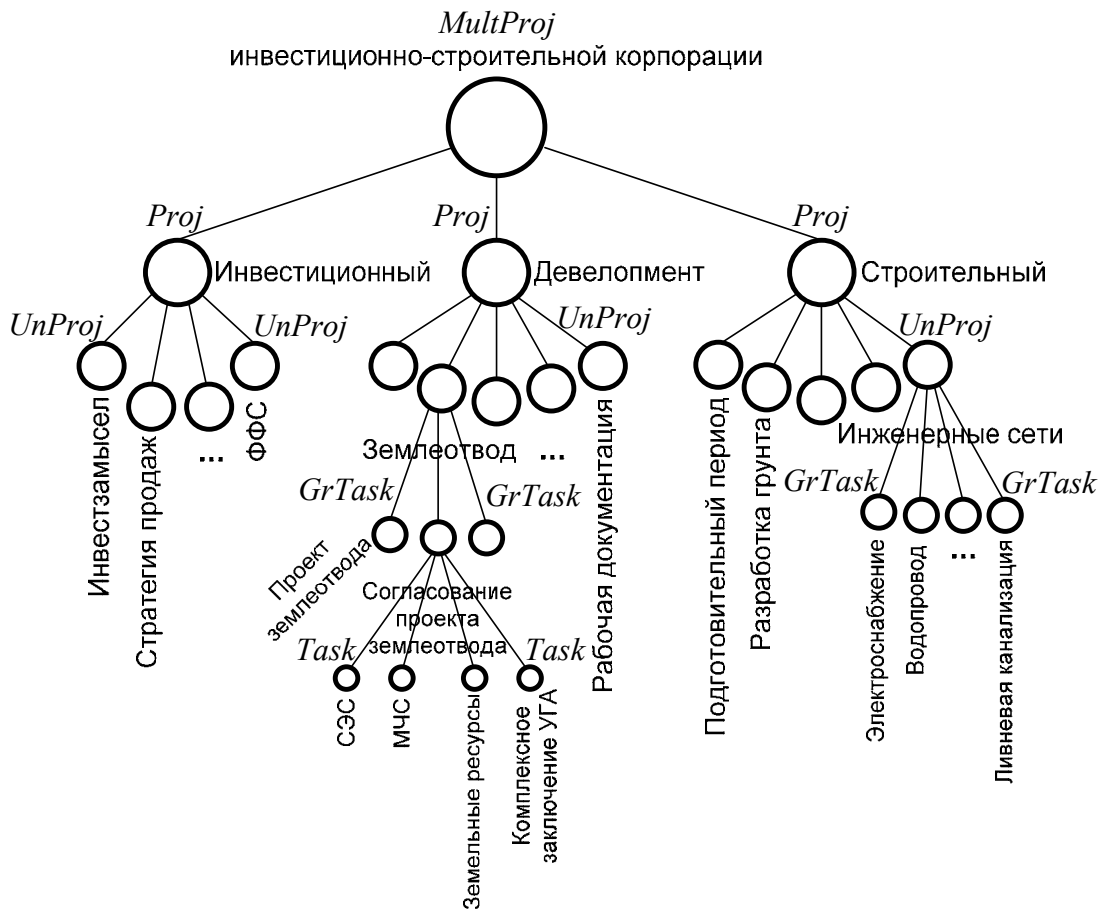 MultProj
инвестиционно-строительной корпорации
Proj
Proj
Proj
Инвестиционный
Девелопмент
Строительный
UnProj
UnProj
UnProj
UnProj
Инвестзамысел
Стратегия продаж
...
ФФС
Землеотвод
...
Рабочая документация
Подготовительный период
Разработка грунта
Инженерные сети
GrTask
GrTask
GrTask
GrTask
Проект
землеотвода
Согласование
проекта
землеотвода
Электроснабжение
Водопровод
...
Ливневая канализация
Task
Task
СЭС
МЧС
Земельные ресурсы
Комплексное
заключение УГА